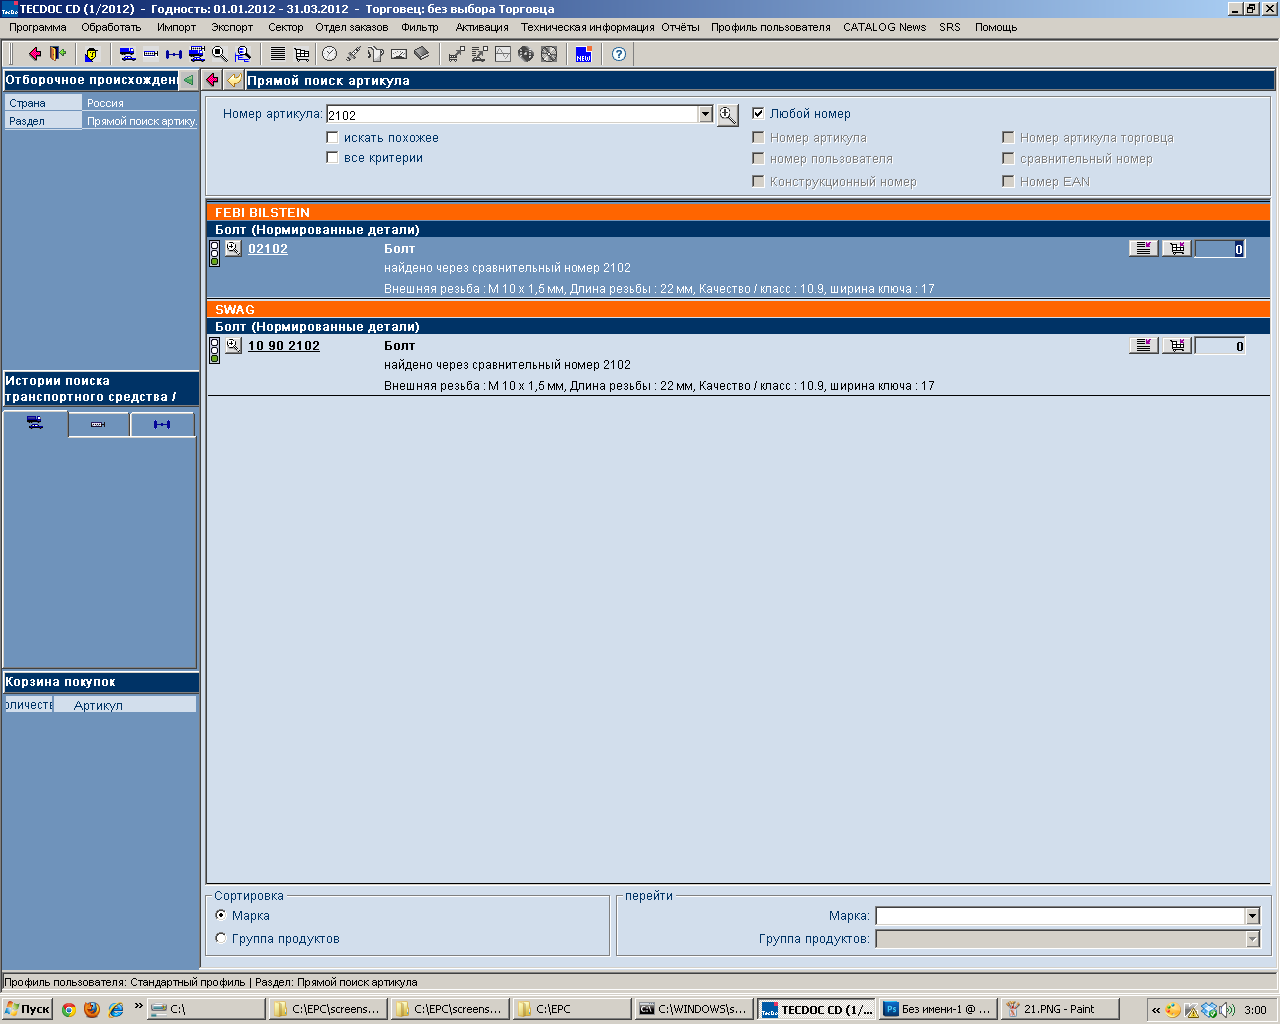 TECDOC CD (1/2012) - Годность: 01.01.2012 - 31.03.2012 - Торговец: без выбора Торговца
Программа Обработать Импорт Экспорт Сектор Отдел заказов Фильтр Активация Техническая информация Отчёты Профиль пользователя CATALOG News SRS Помощь
NEW
Отборочное происхожден
Страна Россия
Раздел Прямой поиск артику.
Прямой поиск артикула
Номер артикула: 2102
искать похожее
все критерии
Любой номер
Номер артикула Номер артикула торговца
номер пользователя сравнительный номер
Конструкционный номер Номер EAN
FEBI BILSTEIN
Болт (Нормированные детали)
02102 Болт 0
найдено через сравнительный номер 2102
Внешняя резьба : M 10 x 1,5 мм, Длина резьбы : 22 мм, Качество / класс : 10.9, ширина ключа : 17
SWAG
Болт (Нормированные детали)
10 90 2102 Болт 0
найдено через сравнительный номер 2102
Внешняя резьба : M 10 x 1,5 мм, Длина резьбы : 22 мм, Качество / класс : 10.9, ширина ключа : 17
Истории поиска
транспортного средства /
Корзина покупок
оличеств Артикул
Сортировка
Марка
Группа продуктов
перейти
Марка:
Группа продуктов:
Профиль пользователя: Стандартный профиль | Раздел: Прямой поиск артикула
Пуск » C:\ C:\EPC\screens... C:\EPC\screens... C:\EPC C:\WINDOWS\s... TECDOC CD (1/... Без имени-1 @ ... 21.PNG - Paint « 3:00